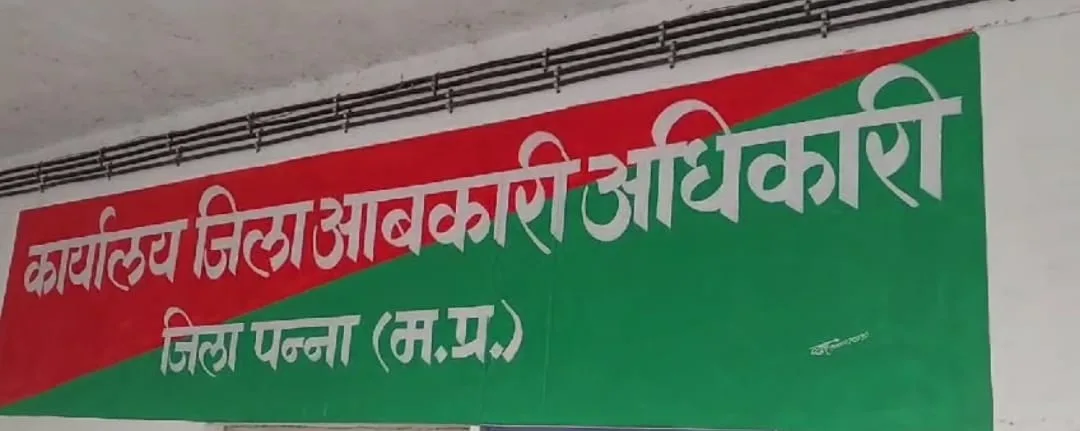 कार्यालय जिला आबकारी अधिकारी
जिला पन्ना (म.प्र.)